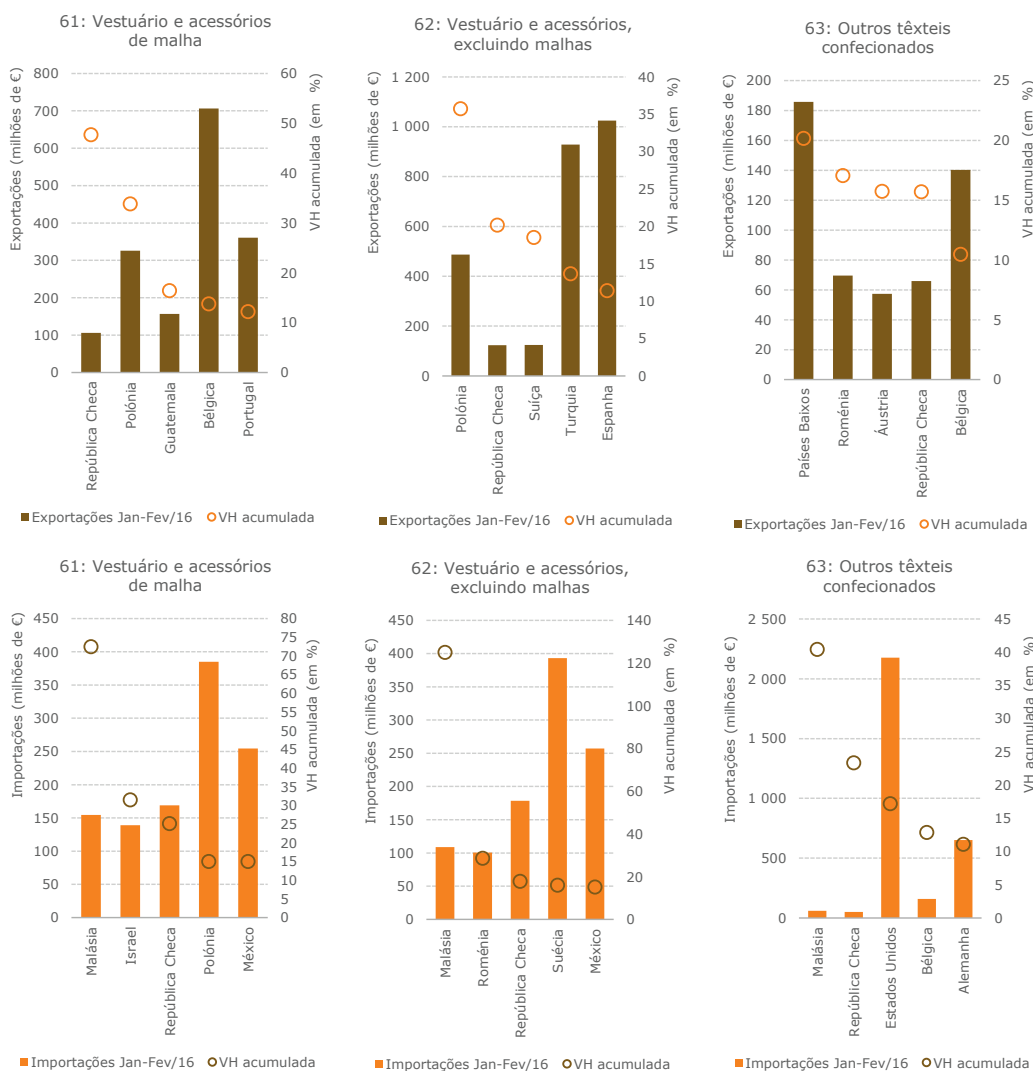 61: Vestuário e acessórios
de malha
Exportações (milhões de €)
800
700
600
500
400
300
200
100
0
60
50
40
30
20
10
0
VH acumulada (em %)
República Checa
Polónia
Guatemala
Bélgica
Portugal
Exportações Jan-Fev/16 VH acumulada
62: Vestuário e acessórios,
excluindo malhas
Exportações (milhões de €)
1 200
1 000
800
600
400
200
0
40
35
30
25
20
15
10
5
0
VH acumulada (em %)
Polónia
República Checa
Suíça
Turquia
Espanha
Exportações Jan-Fev/16 VH acumulada
63: Outros têxteis
confecionados
Exportações (milhões de €)
200
180
160
140
120
100
80
60
40
20
0
25
20
15
10
5
0
VH acumulada (em %)
Países Baixos
Roménia
Áustria
República Checa
Bélgica
Exportações Jan-Fev/16 VH acumulada
61: Vestuário e acessórios
de malha
Importações (milhões de €)
450
400
350
300
250
200
150
100
50
0
80
75
70
65
60
55
50
45
40
35
30
25
20
15
10
5
0
VH acumulada (em %)
Malásia
Israel
República Checa
Polónia
México
Importações Jan-Fev/16 VH acumulada
62: Vestuário e acessórios,
excluindo malhas
Importações (milhões de €)
450
400
350
300
250
200
150
100
50
0
140
120
100
80
60
40
20
0
VH acumulada (em %)
Malásia
Roménia
República Checa
Suécia
México
Importações Jan-Fev/16 VH acumulada
63: Outros têxteis
confecionados
Importações (milhões de €)
2 500
2 000
1 500
1 000
500
0
45
40
35
30
25
20
15
10
5
0
VH acumulada (em %)
Malásia
República Checa
Estados Unidos
Bélgica
Alemanha
Importações Jan-Fev/16 VH acumulada